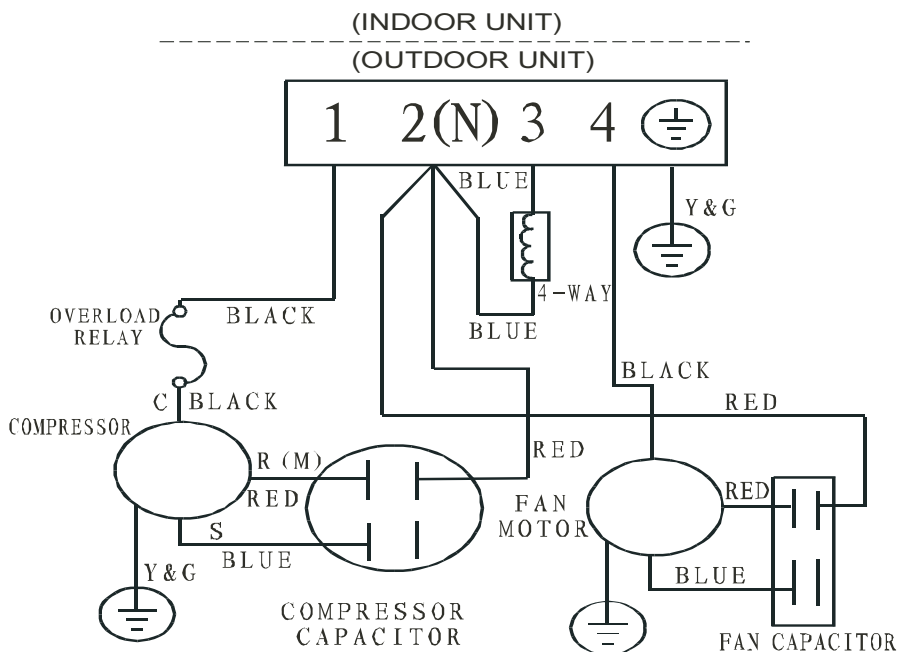 (INDOOR UNIT)
(OUTDOOR UNIT)
1 2(N) 3 4
BLUE
Y&G
4-WAY
BLUE
OVERLOAD
RELAY
BLACK
BLACK
C BLACK
RED
COMPRESSOR
R (M)
RED
RED
FAN
MOTOR
RED
S
BLUE
Y&G
BLUE
COMPRESSOR
CAPACITOR
FAN CAPACITOR